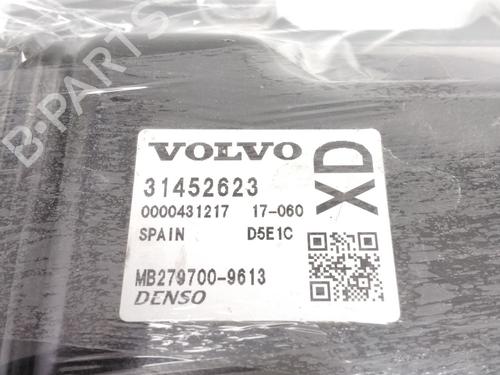 B-PARTS
VOLVO
31452623
0000431217 17-060
SPAIN D5E1C
MB279700-9613
DENSO
XD